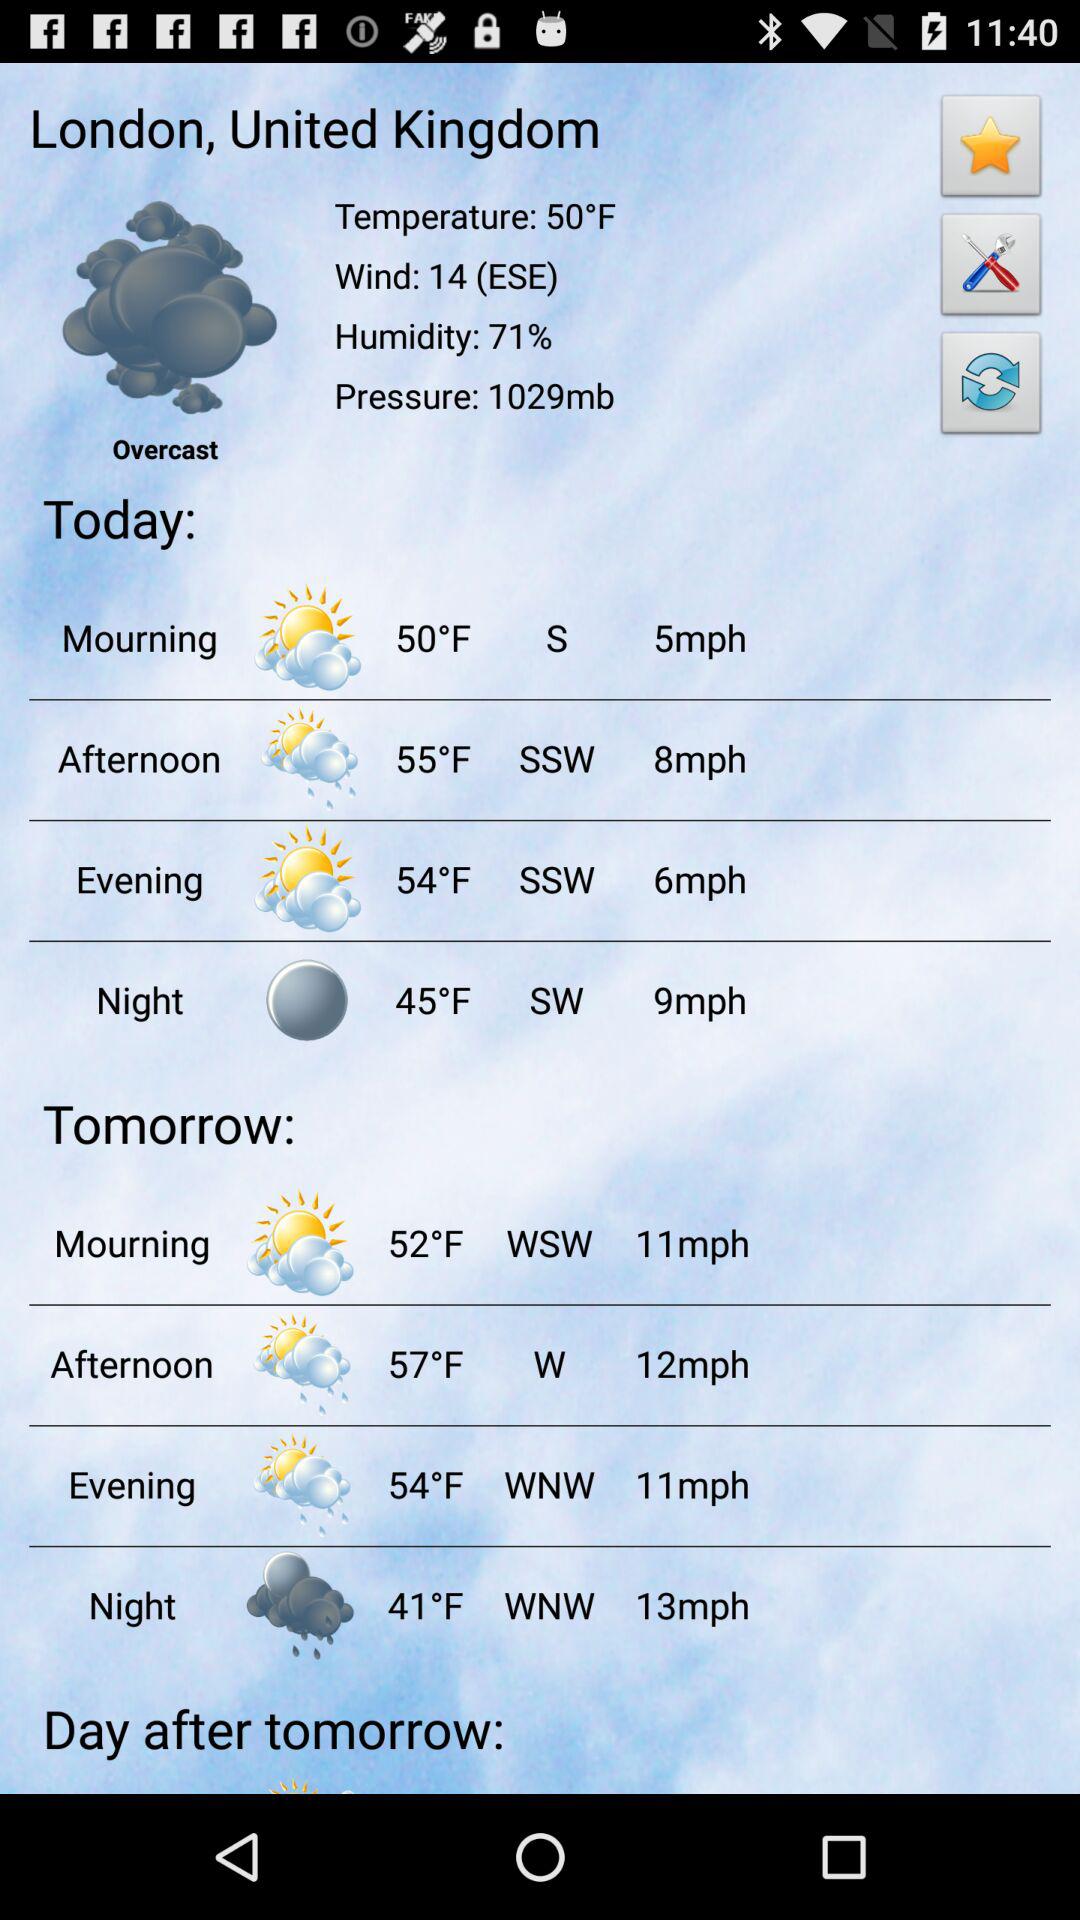 FAKE
11:40
London, United Kingdom
Temperature: 50°F
Wind: 14 (ESE)
Humidity: 71%
Pressure: 1029mb
Overcast
Today:
Mourning 50°F S 5mph
Afternoon 55°F SSW 8mph
Evening 54°F SSW 6mph
Night 45°F SW 9mph
Tomorrow:
Mourning 52°F WSW 11mph
Afternoon 57°F W 12mph
Evening 54°F WNW 11mph
Night 41°F WNW 13mph
Day after tomorrow: